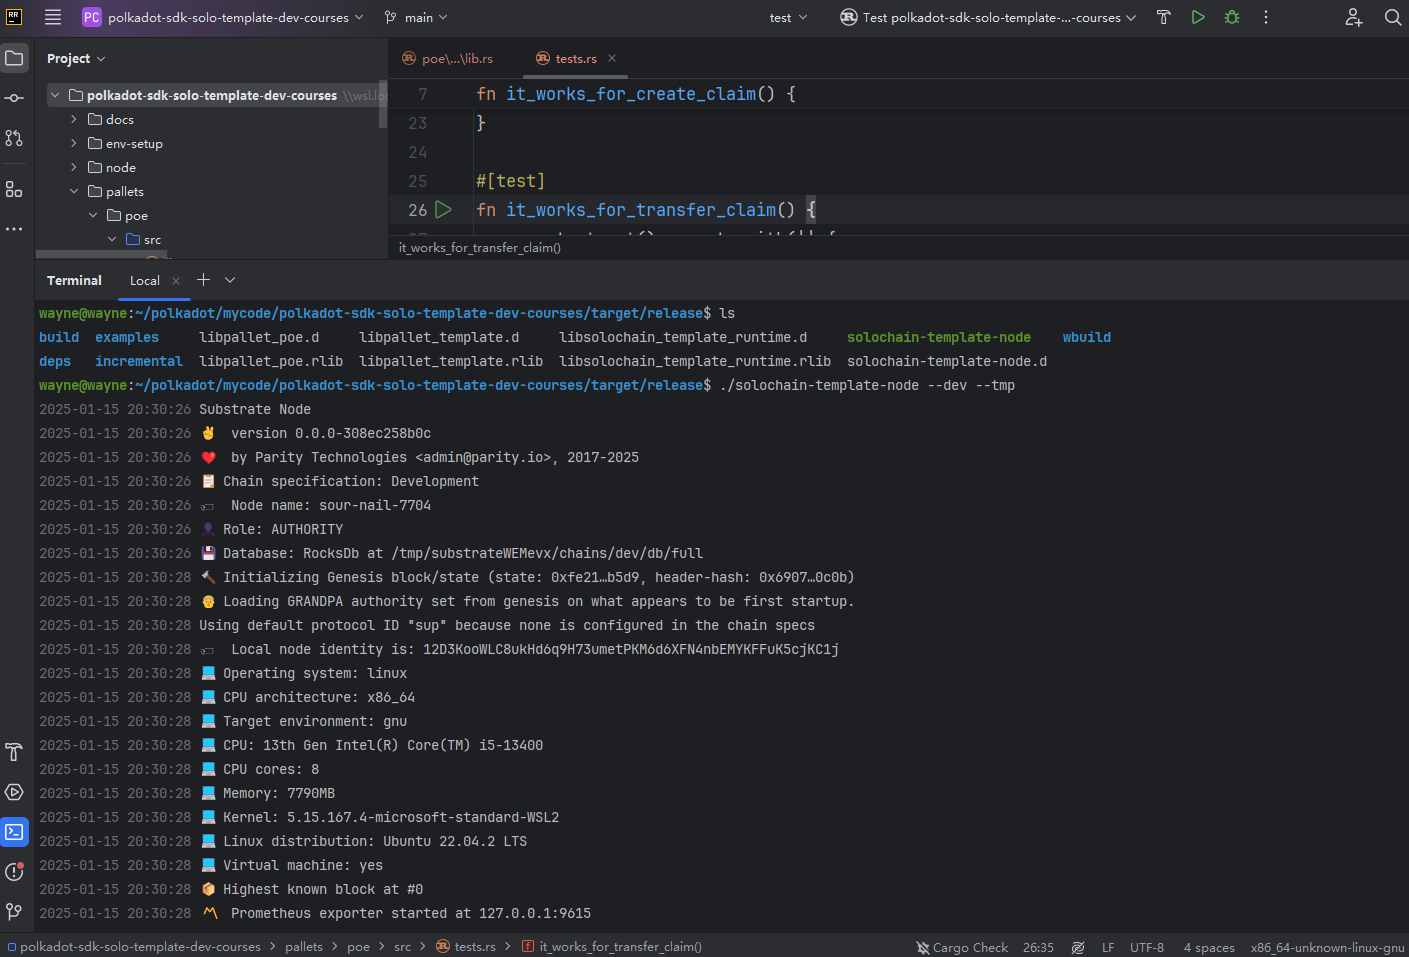 RR PC polkadot-sdk-solo-template-dev-courses main test Test polkadot-sdk-solo-template-...-courses
Project
polkadot-sdk-solo-template-dev-courses \\wsl.loc
docs
env-setup
node
pallets
poe
src
poe\...\lib.rs tests.rs
7 fn it_works_for_create_claim() {
23 }
24
25 #[test]
26 fn it_works_for_transfer_claim() {
it_works_for_transfer_claim()
Terminal Local
wayne@wayne:~/polkadot/mycode/polkadot-sdk-solo-template-dev-courses/target/release$ ls
build examples libpallet_poe.d libpallet_template.d libsolochain_template_runtime.d solochain-template-node wbuild
deps incremental libpallet_poe.rlib libpallet_template.rlib libsolochain_template_runtime.rlib solochain-template-node.d
wayne@wayne:~/polkadot/mycode/polkadot-sdk-solo-template-dev-courses/target/release$ ./solochain-template-node --dev --tmp
2025-01-15 20:30:26 Substrate Node
2025-01-15 20:30:26 ✌️ version 0.0.0-308ec258b0c
2025-01-15 20:30:26 ❤️ by Parity Technologies <admin@parity.io>, 2017-2025
2025-01-15 20:30:26 📋 Chain specification: Development
2025-01-15 20:30:26 🏷 Node name: sour-nail-7704
2025-01-15 20:30:26 👤 Role: AUTHORITY
2025-01-15 20:30:26 💾 Database: RocksDb at /tmp/substrateWEMevx/chains/dev/db/full
2025-01-15 20:30:28 🔨 Initializing Genesis block/state (state: 0xfe21…b5d9, header-hash: 0x6907…0c0b)
2025-01-15 20:30:28 👴 Loading GRANDPA authority set from genesis on what appears to be first startup.
2025-01-15 20:30:28 Using default protocol ID "sup" because none is configured in the chain specs
2025-01-15 20:30:28 🏷 Local node identity is: 12D3KooWLC8ukHd6q9H73umetPKM6d6XFN4nbEMYKFFuK5cjKC1j
2025-01-15 20:30:28 💻 Operating system: linux
2025-01-15 20:30:28 💻 CPU architecture: x86_64
2025-01-15 20:30:28 💻 Target environment: gnu
2025-01-15 20:30:28 💻 CPU: 13th Gen Intel(R) Core(TM) i5-13400
2025-01-15 20:30:28 💻 CPU cores: 8
2025-01-15 20:30:28 💻 Memory: 7790MB
2025-01-15 20:30:28 💻 Kernel: 5.15.167.4-microsoft-standard-WSL2
2025-01-15 20:30:28 💻 Linux distribution: Ubuntu 22.04.2 LTS
2025-01-15 20:30:28 💻 Virtual machine: yes
2025-01-15 20:30:28 📦 Highest known block at #0
2025-01-15 20:30:28 〽️ Prometheus exporter started at 127.0.0.1:9615
polkadot-sdk-solo-template-dev-courses > pallets > poe > src > tests.rs > f it_works_for_transfer_claim() Cargo Check 26:35 LF UTF-8 4 spaces x86_64-unknown-linux-gnu